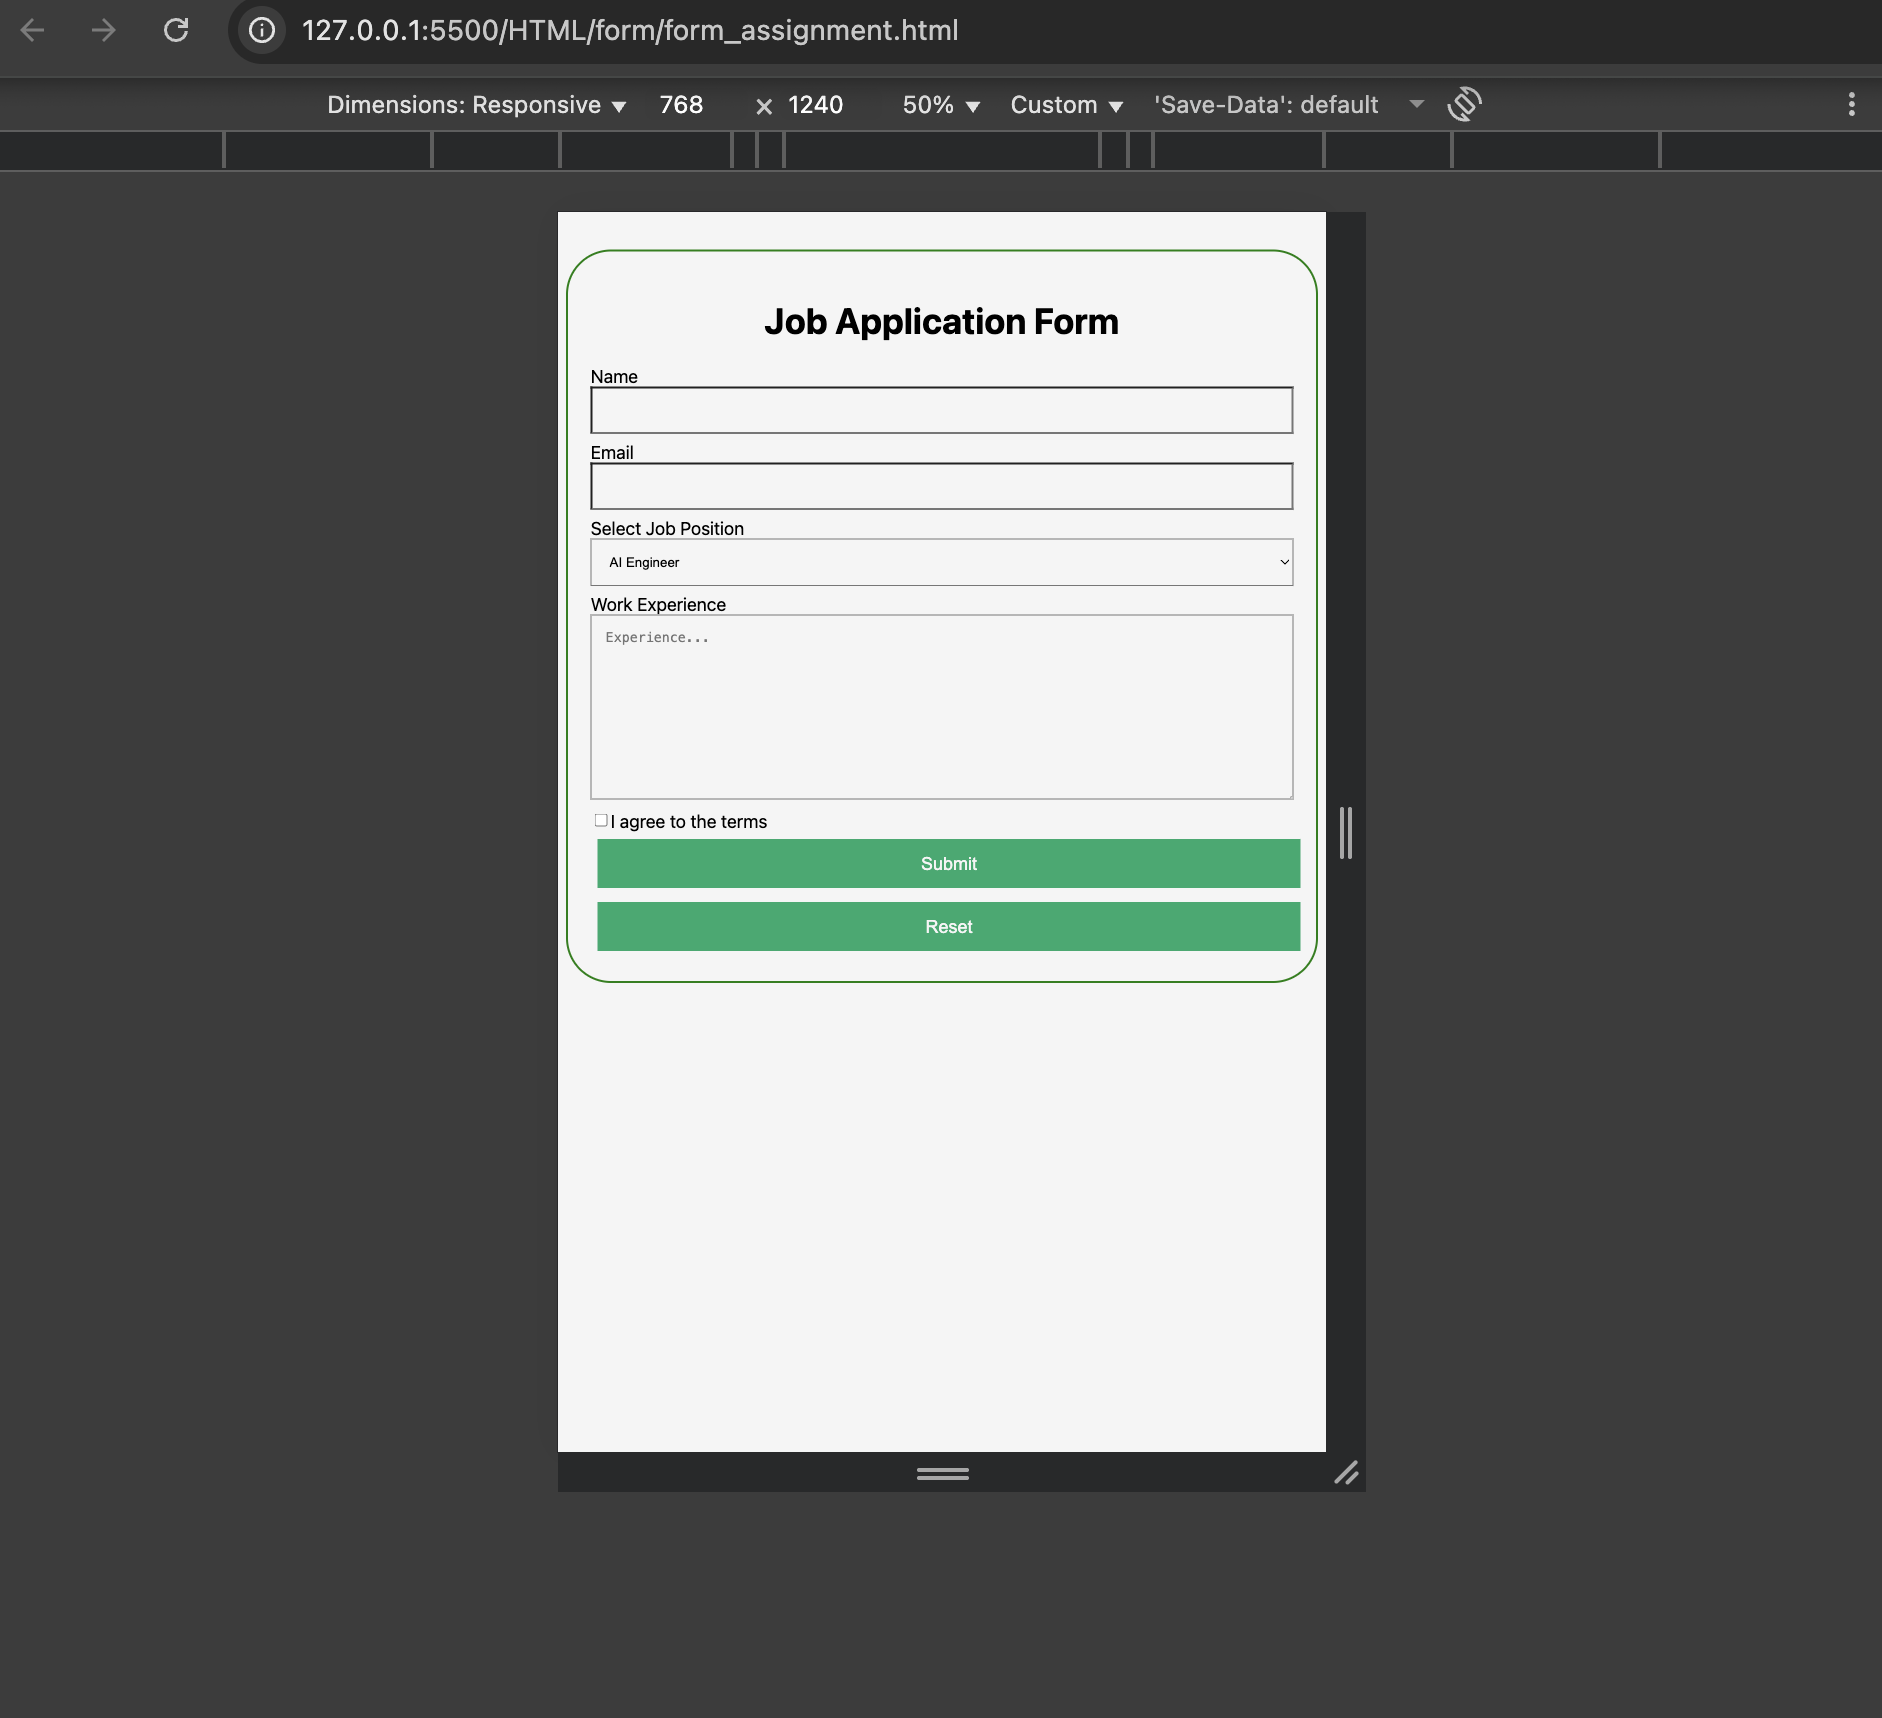 127.0.0.1:5500/HTML/form/form_assignment.html
Dimensions: Responsive ▼ 768 × 1240 50% ▼ Custom ▼ 'Save-Data': default
Job Application Form
Name
Email
Select Job Position
AI Engineer
Work Experience
Experience...
I agree to the terms
Submit
Reset